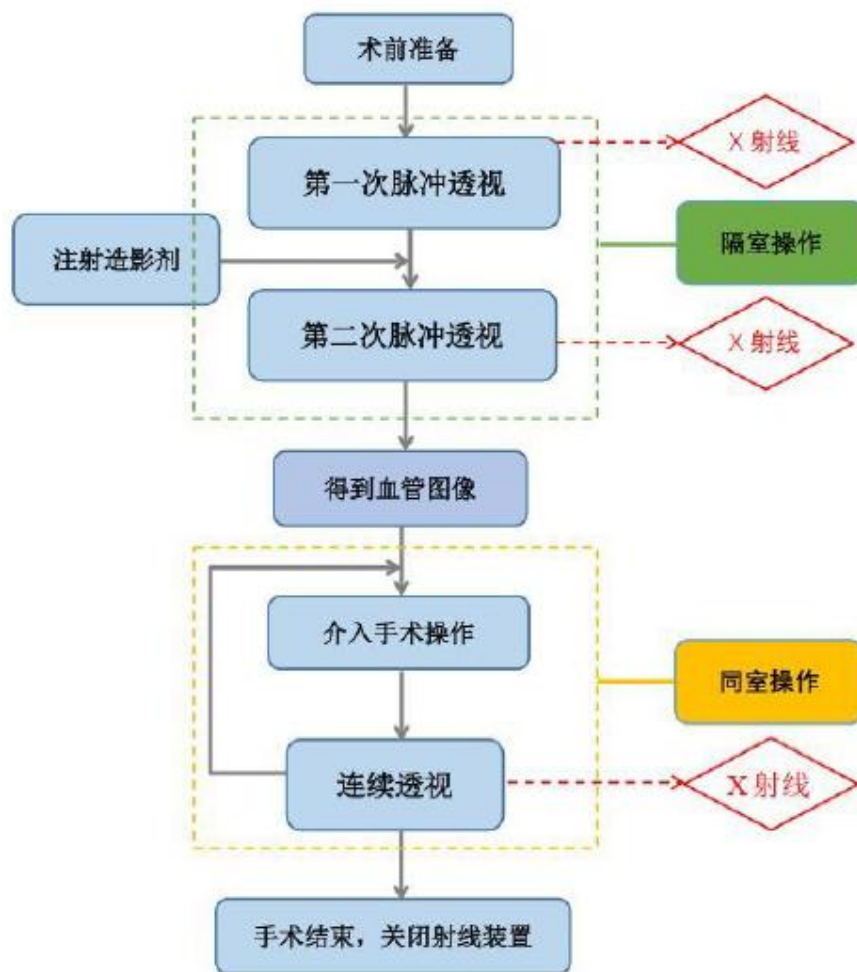 术前准备
第一次脉冲透视
X 射线
注射造影剂
隔室操作
第二次脉冲透视
X 射线
得到血管图像
介入手术操作
同室操作
连续透视
X 射线
手术结束，关闭射线装置